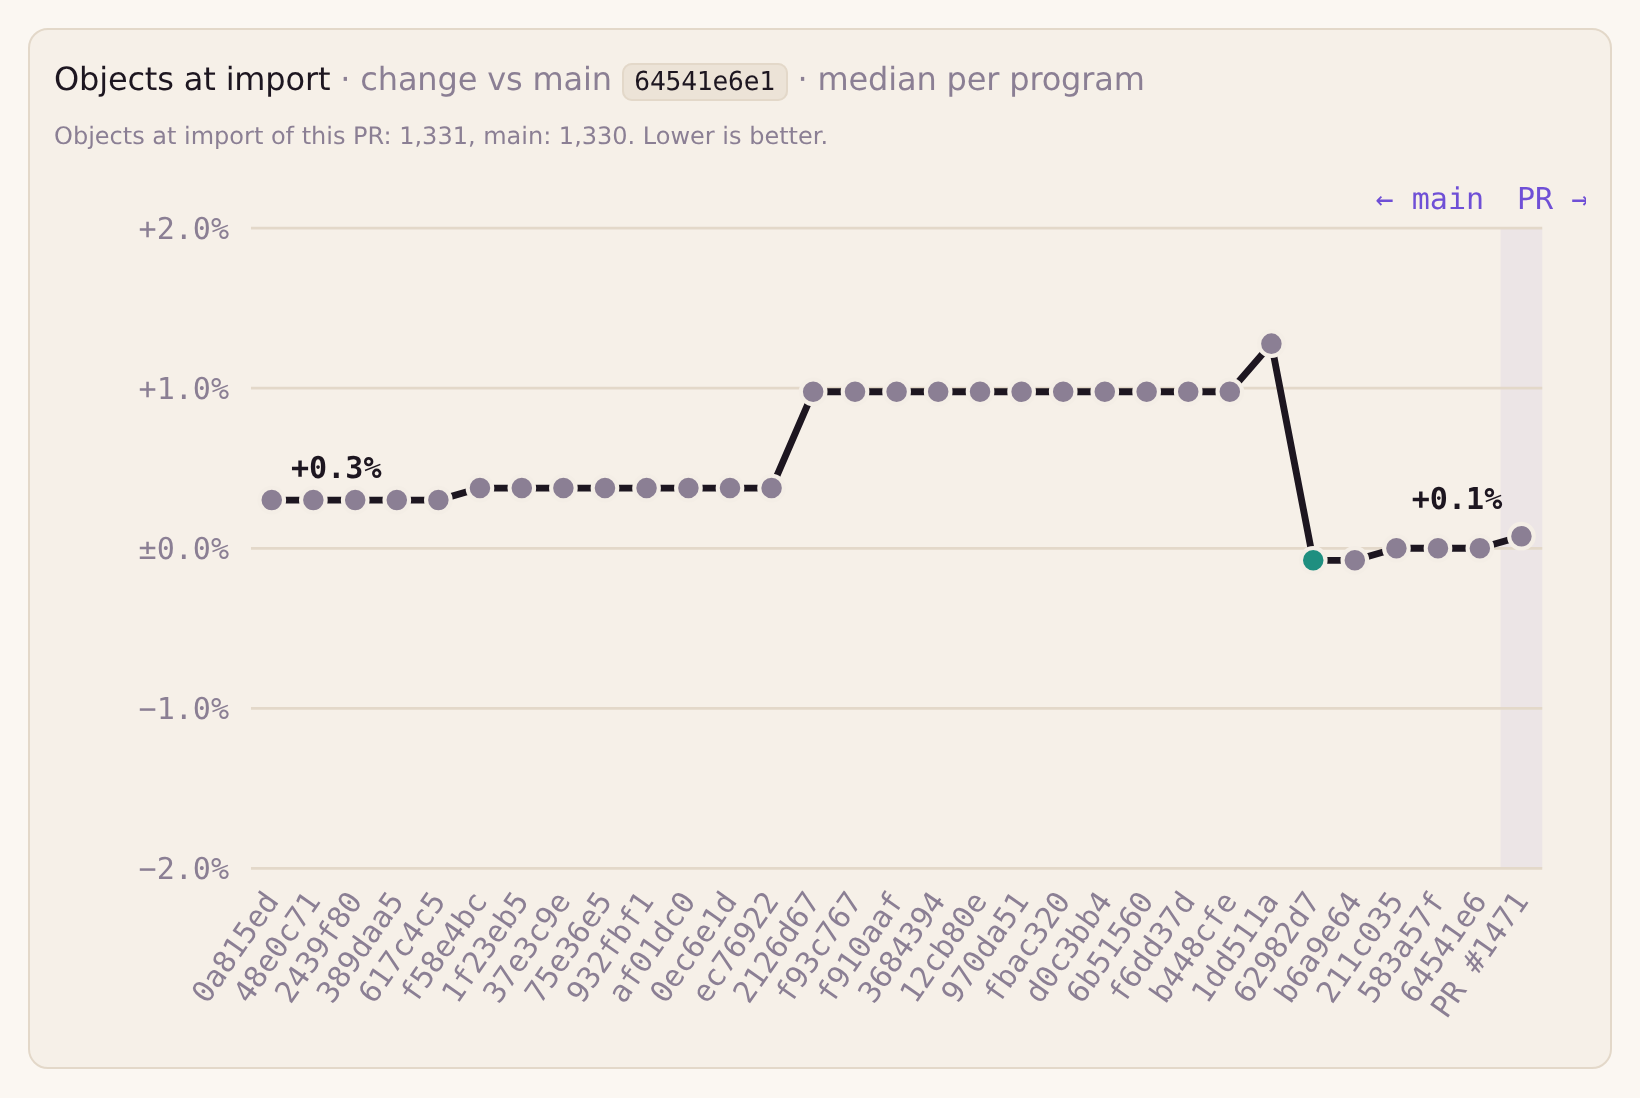 Objects at import · change vs main 64541e6e1 · median per program
Objects at import of this PR: 1,331, main: 1,330. Lower is better.
← main PR →
+2.0%
+1.0%
+0.3%
+0.1%
±0.0%
−1.0%
−2.0%
0a815ed
48e0c71
2439f80
389daa5
617c4c5
f58e4bc
1f23eb5
37e3c9e
75e36e5
932fbf1
af01dc0
0ec6e1d
ec76922
2126d67
f93c767
f910aaf
3684394
12cb80e
970da51
fbac320
d0c3bb4
6b51560
f6dd37d
b448cfe
1dd511a
62982d7
b6a9e64
211c035
583a57f
64541e6
PR #1471